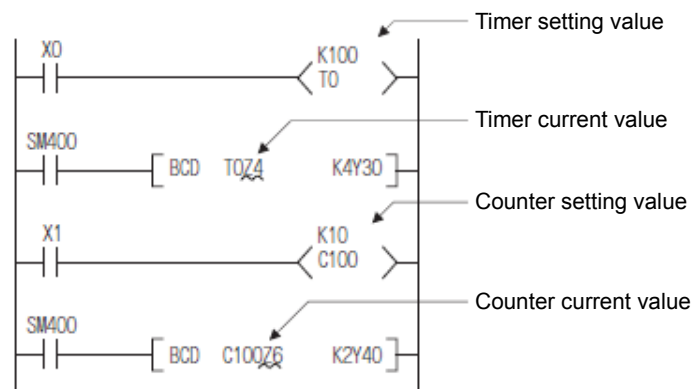 Timer setting value
X0
K100
T0
Timer current value
SM400
BCD T0Z4 K4Y30
Counter setting value
X1
K10
C100
Counter current value
SM400
BCD C100Z6 K2Y40